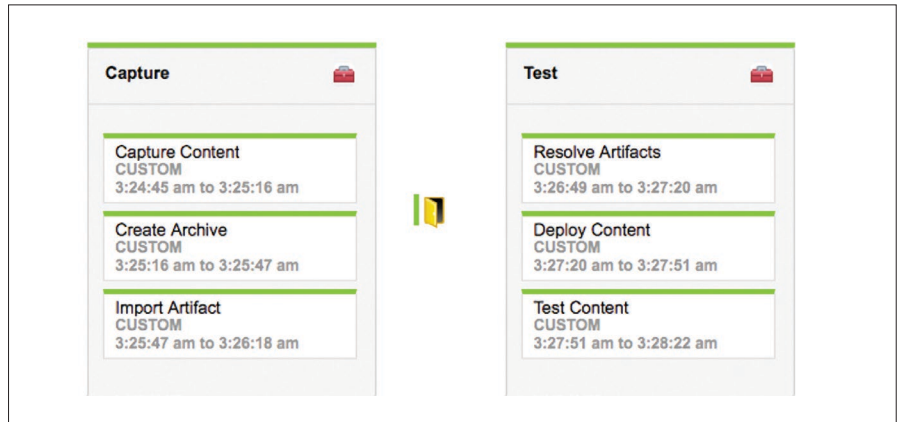 Capture
Capture Content
CUSTOM
3:24:45 am to 3:25:16 am
Create Archive
CUSTOM
3:25:16 am to 3:25:47 am
Import Artifact
CUSTOM
3:25:47 am to 3:26:18 am
Test
Resolve Artifacts
CUSTOM
3:26:49 am to 3:27:20 am
Deploy Content
CUSTOM
3:27:20 am to 3:27:51 am
Test Content
CUSTOM
3:27:51 am to 3:28:22 am